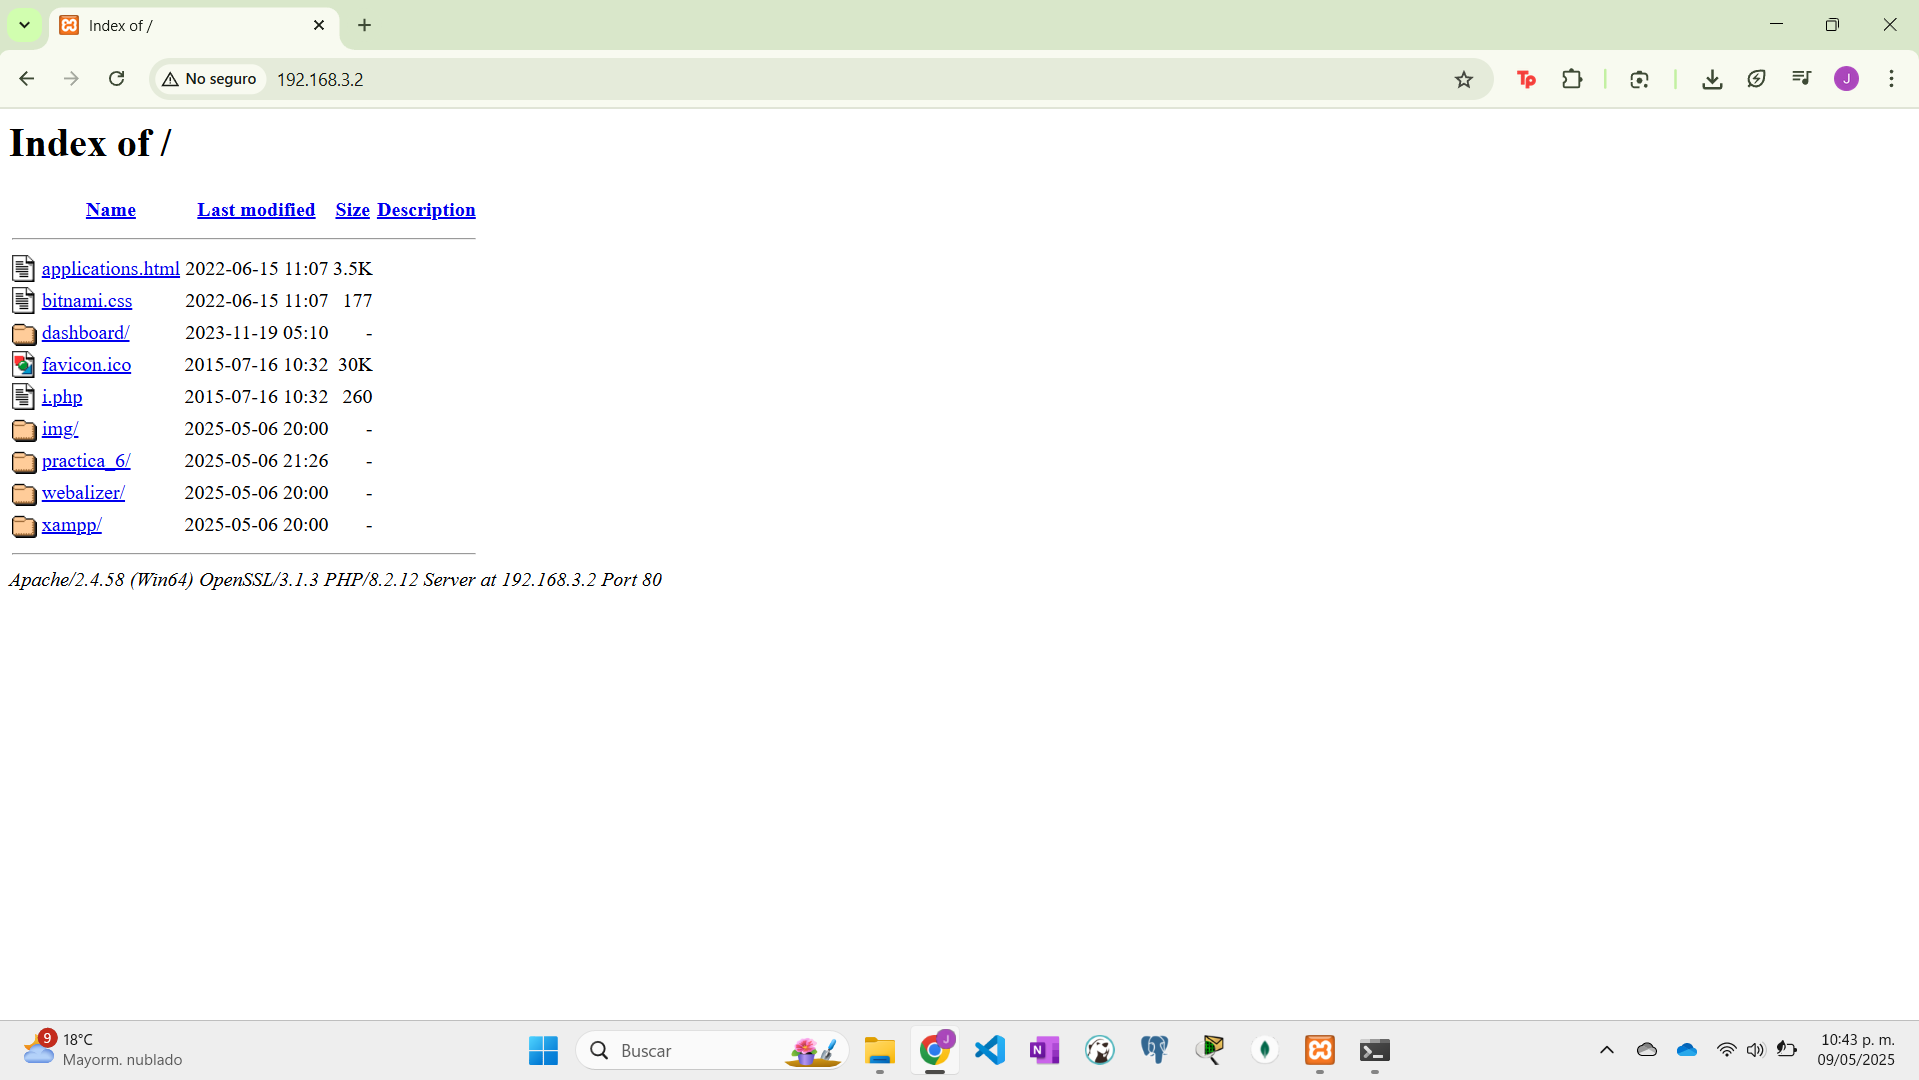 Index of /
No seguro
192.168.3.2
Tp
J
Index of /
Name Last modified Size Description
applications.html 2022-06-15 11:07 3.5K
bitnami.css 2022-06-15 11:07 177
dashboard/ 2023-11-19 05:10 -
favicon.ico 2015-07-16 10:32 30K
i.php 2015-07-16 10:32 260
img/ 2025-05-06 20:00 -
practica_6/ 2025-05-06 21:26 -
webalizer/ 2025-05-06 20:00 -
xampp/ 2025-05-06 20:00 -
Apache/2.4.58 (Win64) OpenSSL/3.1.3 PHP/8.2.12 Server at 192.168.3.2 Port 80
9
18°C
Mayorm. nublado
Buscar
J
N
10:43 p. m.
09/05/2025